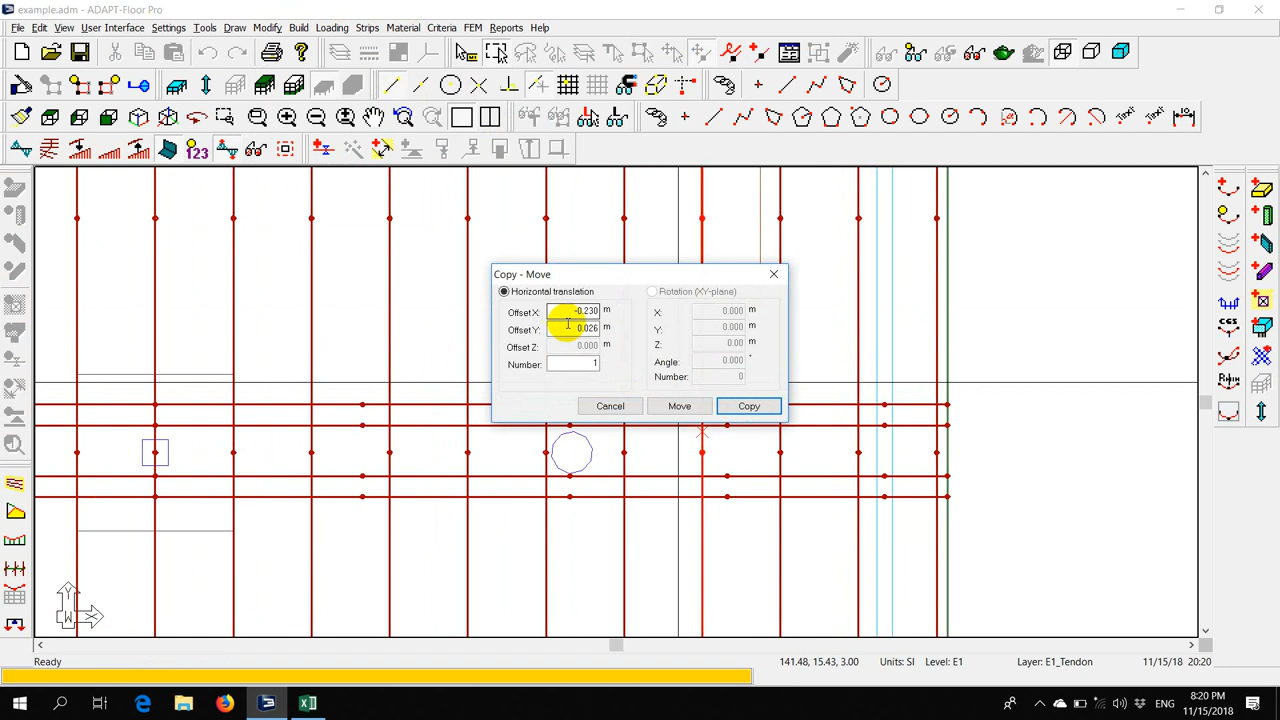 example.adm - ADAPT-Floor Pro
File Edit View User Interface Settings Tools Draw Modify Build Loading Strips Material Criteria FEM Reports Help
123
Copy - Move
Horizontal translation
Rotation (XY-plane)
Offset X: -0.230 m
X: 0.000 m
Offset Y: 0.026 m
Y: 0.000 m
Offset Z: 0.000 m
Z: 0.00 m
Angle: 0.000 °
Number: 1
Number: 0
Cancel Move Copy
CGS
Y
W X
Ready
141.48, 15.43, 3.00 Units: SI Level: E1 Layer: E1_Tendon 11/15/18 20:20
ENG
8:20 PM
11/15/2018